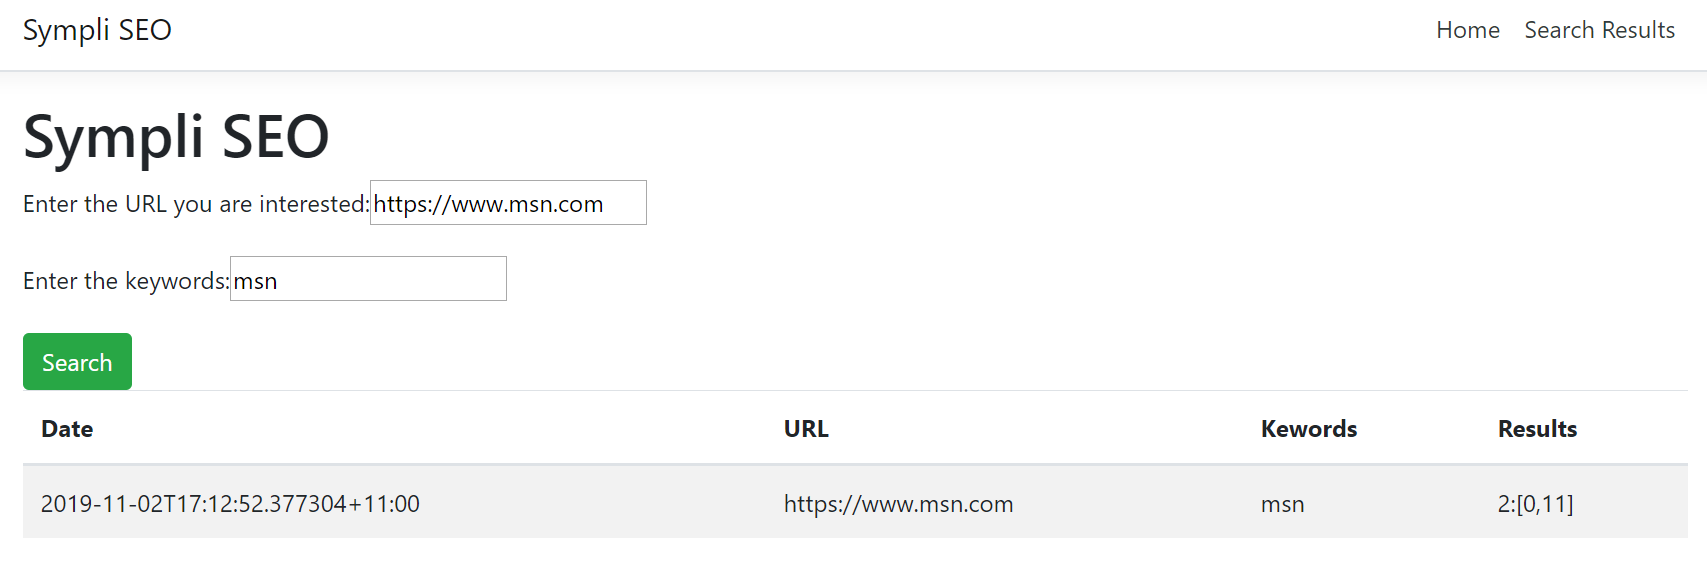 Sympli SEO Home Search Results
Sympli SEO
Enter the URL you are interested:https://www.msn.com
Enter the keywords:msn
Search
Date URL Kewords Results
2019-11-02T17:12:52.377304+11:00 https://www.msn.com msn 2:[0,11]